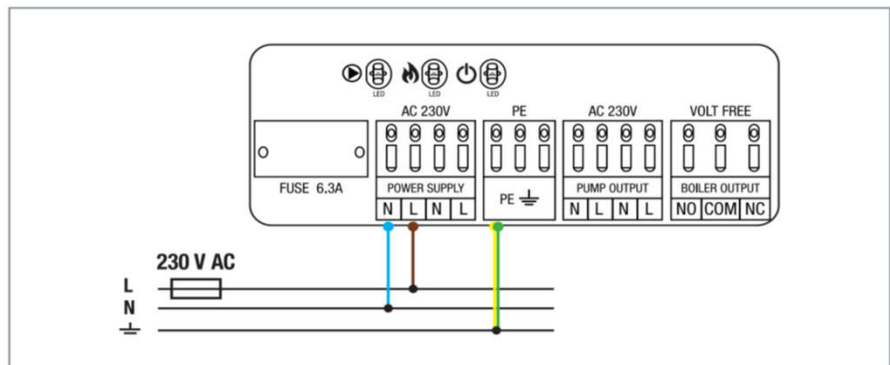 LED LED LED
AC 230V PE AC 230V VOLT FREE
FUSE 6.3A POWER SUPPLY PE PUMP OUTPUT BOILER OUTPUT
N L N L N L N L NO COM NC
230 V AC
L
N